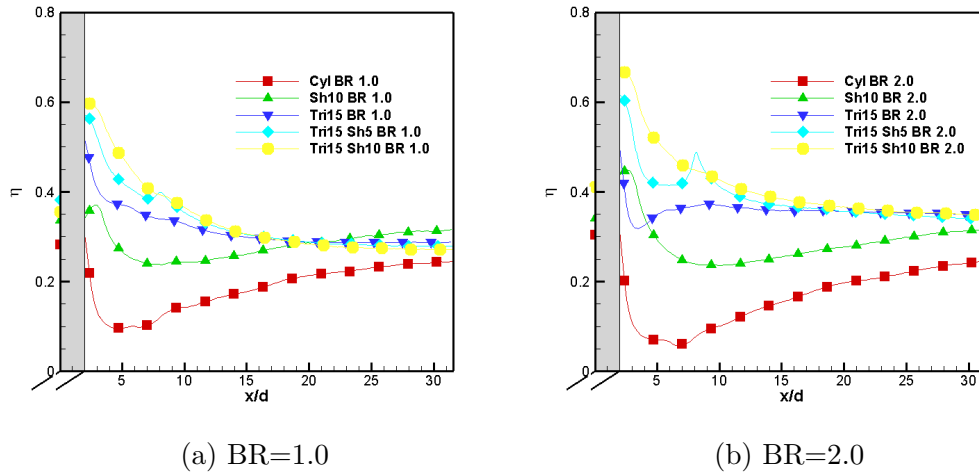 0.8
0.6
0.4
0.2
0
η
Cyl BR 1.0
Sh10 BR 1.0
Tri15 BR 1.0
Tri15 Sh5 BR 1.0
Tri15 Sh10 BR 1.0
5 10 15 20 25 30
x/d
(a) BR=1.0
0.8
0.6
0.4
0.2
0
η
Cyl BR 2.0
Sh10 BR 2.0
Tri15 BR 2.0
Tri15 Sh5 BR 2.0
Tri15 Sh10 BR 2.0
5 10 15 20 25 30
x/d
(b) BR=2.0